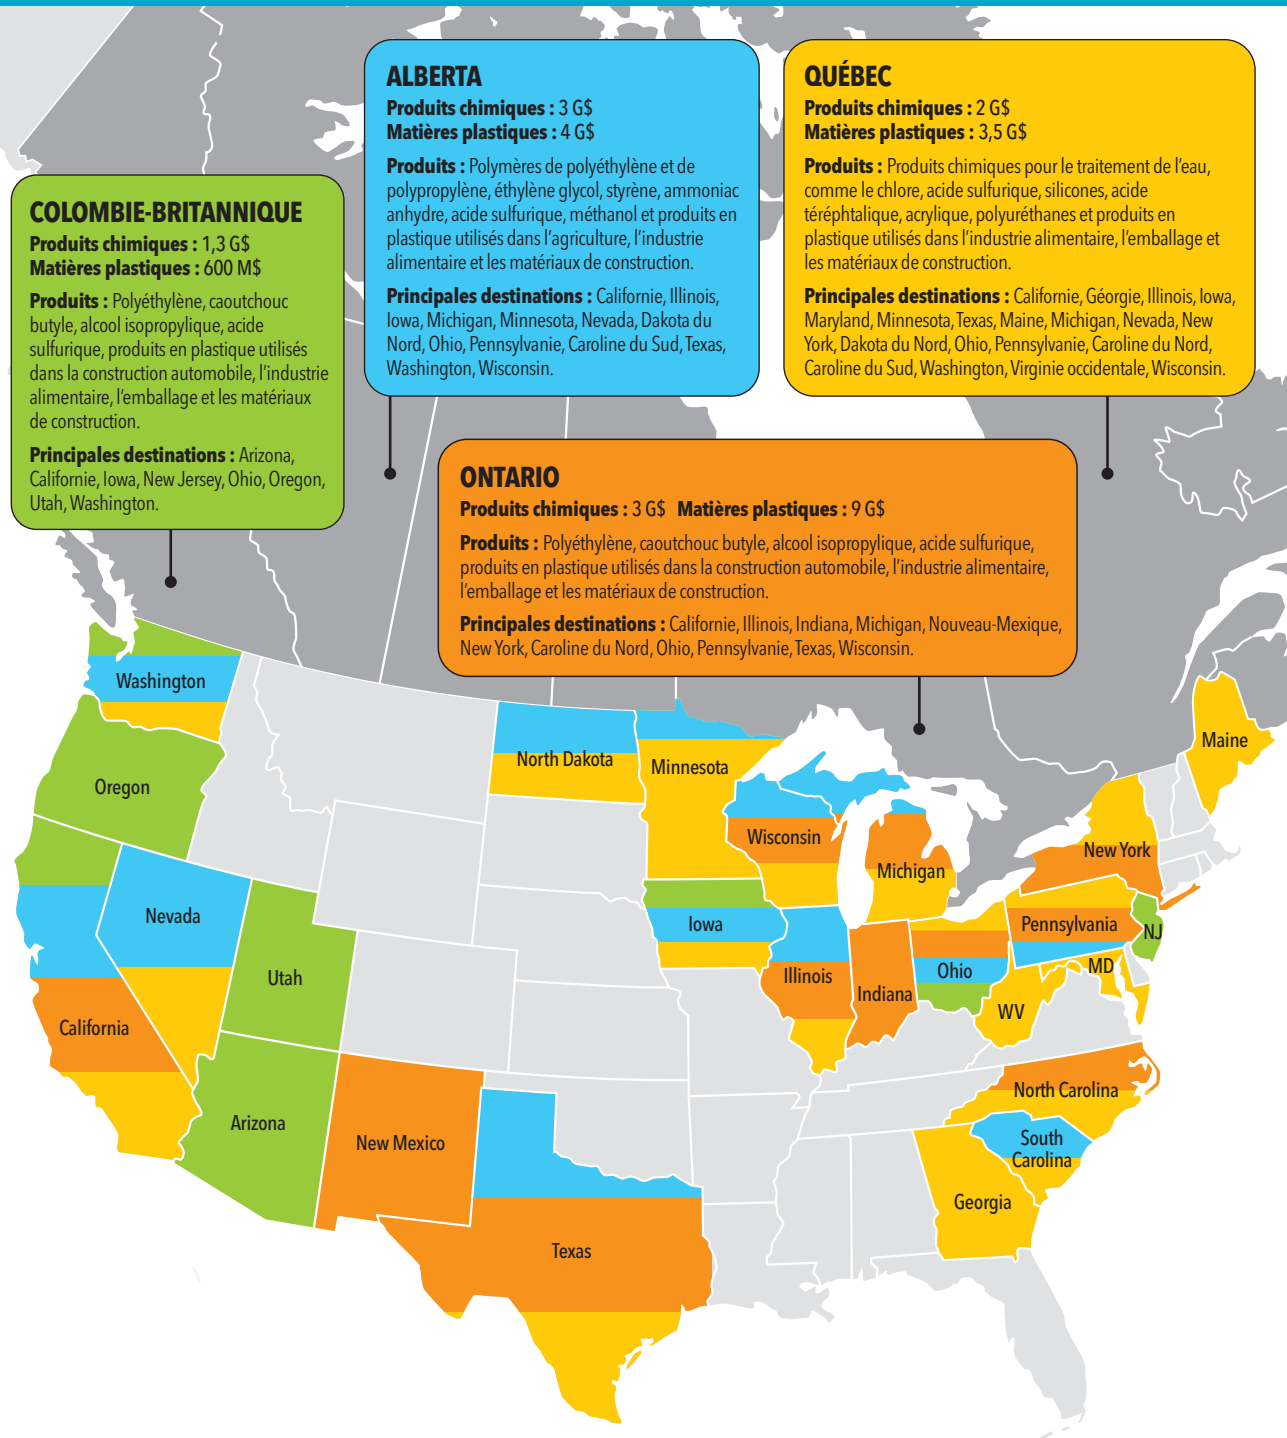 ALBERTA
Produits chimiques : 3 G$
Matières plastiques : 4 G$
Produits : Polymères de polyéthylène et de
polypropylène, éthylène glycol, styrène, ammoniac
anhydre, acide sulfurique, méthanol et produits en
plastique utilisés dans l’agriculture, l’industrie
alimentaire et les matériaux de construction.
Principales destinations : Californie, Illinois,
Iowa, Michigan, Minnesota, Nevada, Dakota du
Nord, Ohio, Pennsylvanie, Caroline du Sud, Texas,
Washington, Wisconsin.
QUÉBEC
Produits chimiques : 2 G$
Matières plastiques : 3,5 G$
Produits : Produits chimiques pour le traitement de l’eau,
comme le chlore, acide sulfurique, silicones, acide
téréphtalique, acrylique, polyuréthanes et produits en
plastique utilisés dans l’industrie alimentaire, l’emballage et
les matériaux de construction.
Principales destinations : Californie, Géorgie, Illinois, Iowa,
Maryland, Minnesota, Texas, Maine, Michigan, Nevada, New
York, Dakota du Nord, Ohio, Pennsylvanie, Caroline du Nord,
Caroline du Sud, Washington, Virginie occidentale, Wisconsin.
COLOMBIE-BRITANNIQUE
Produits chimiques : 1,3 G$
Matières plastiques : 600 M$
Produits : Polyéthylène, caoutchouc
butyle, alcool isopropylique, acide
sulfurique, produits en plastique utilisés
dans la construction automobile, l’industrie
alimentaire, l’emballage et les matériaux
de construction.
Principales destinations : Arizona,
Californie, Iowa, New Jersey, Ohio, Oregon,
Utah, Washington.
ONTARIO
Produits chimiques : 3 G$ Matières plastiques : 9 G$
Produits : Polyéthylène, caoutchouc butyle, alcool isopropylique, acide sulfurique,
produits en plastique utilisés dans la construction automobile, l’industrie alimentaire,
l’emballage et les matériaux de construction.
Principales destinations : Californie, Illinois, Indiana, Michigan, Nouveau-Mexique,
New York, Caroline du Nord, Ohio, Pennsylvanie, Texas, Wisconsin.
Washington
Maine
North Dakota
Minnesota
Oregon
Wisconsin
New York
Michigan
Nevada
Iowa
Pennsylvania
NJ
MD
Ohio
Utah
Illinois
Indiana
WV
California
North Carolina
Arizona
New Mexico
South
Carolina
Georgia
Texas